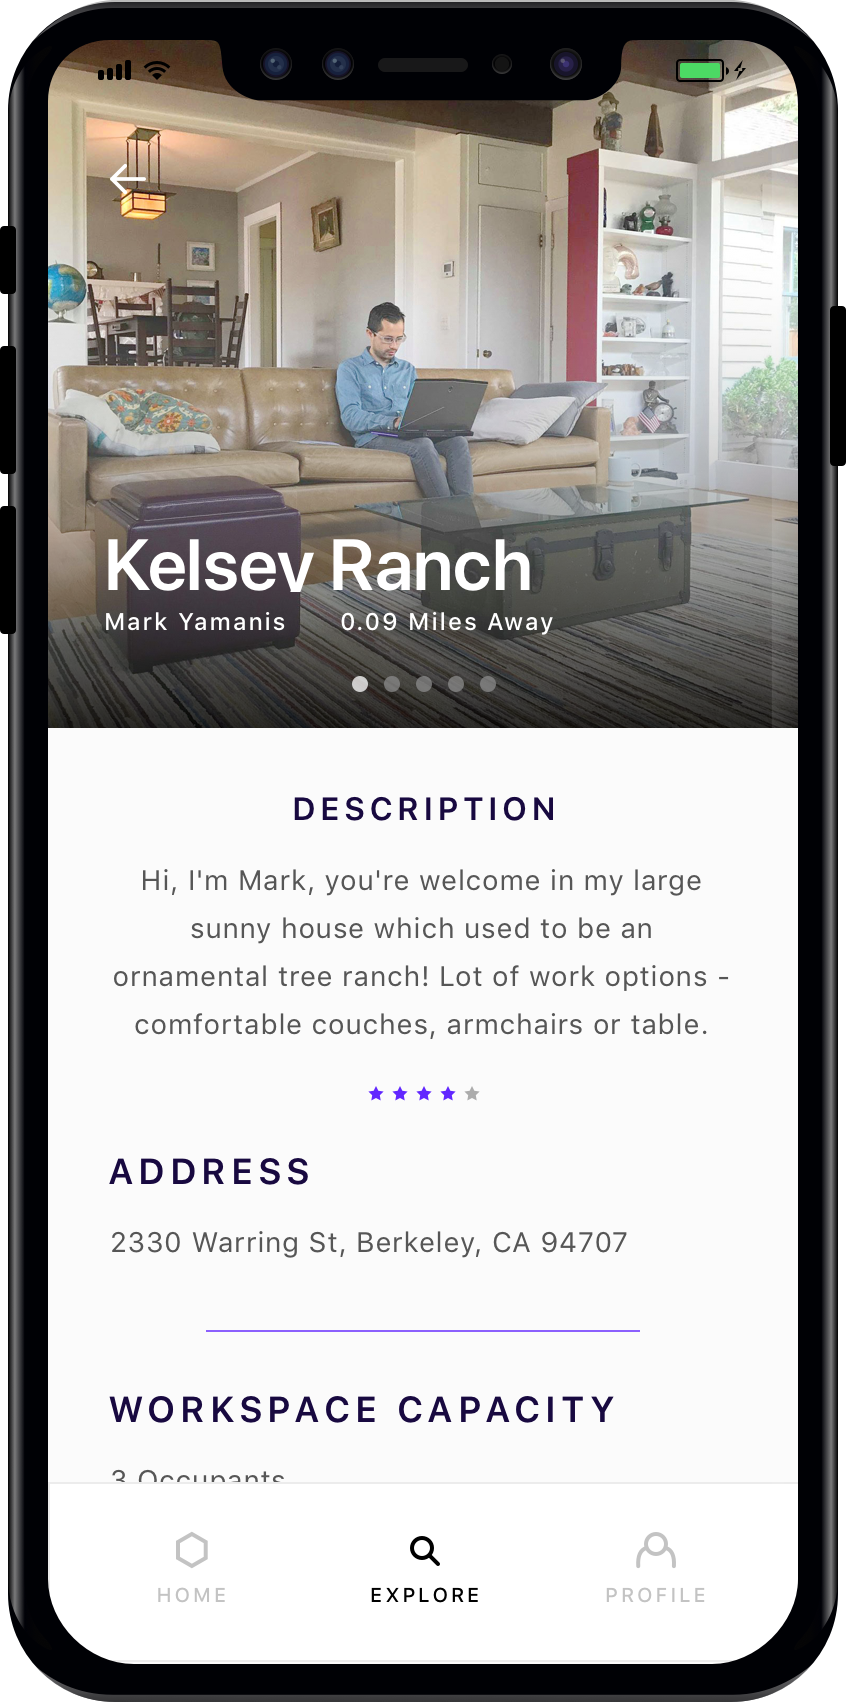 Kelsey Ranch
Mark Yamanis 0.09 Miles Away
DESCRIPTION
Hi, I'm Mark, you're welcome in my large
sunny house which used to be an
ornamental tree ranch! Lot of work options -
comfortable couches, armchairs or table.
ADDRESS
2330 Warring St, Berkeley, CA 94707
WORKSPACE CAPACITY
3 Occupants
HOME EXPLORE PROFILE